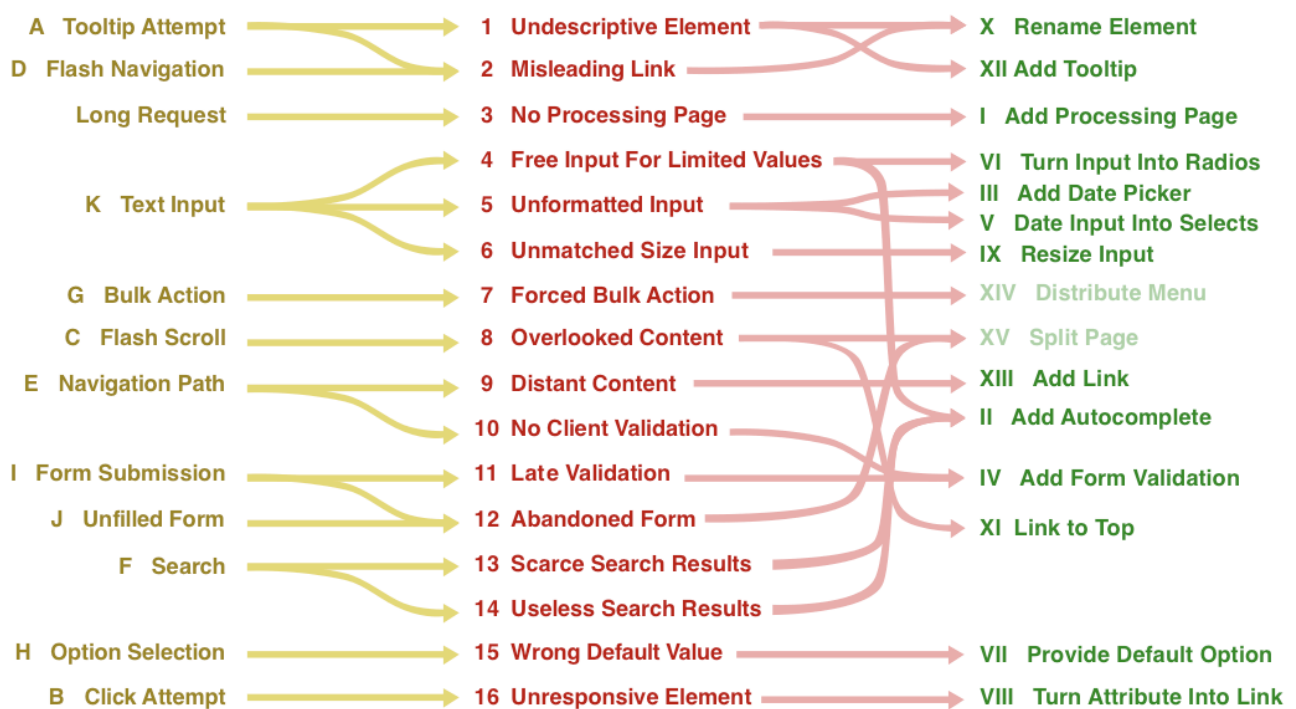 A Tooltip Attempt
D Flash Navigation
Long Request
K Text Input
G Bulk Action
C Flash Scroll
E Navigation Path
I Form Submission
J Unfilled Form
F Search
H Option Selection
B Click Attempt
1 Undescriptive Element
2 Misleading Link
3 No Processing Page
4 Free Input For Limited Values
5 Unformatted Input
6 Unmatched Size Input
7 Forced Bulk Action
8 Overlooked Content
9 Distant Content
10 No Client Validation
11 Late Validation
12 Abandoned Form
13 Scarce Search Results
14 Useless Search Results
15 Wrong Default Value
16 Unresponsive Element
X Rename Element
XII Add Tooltip
I Add Processing Page
VI Turn Input Into Radios
III Add Date Picker
V Date Input Into Selects
IX Resize Input
XIV Distribute Menu
XV Split Page
XIII Add Link
II Add Autocomplete
IV Add Form Validation
XI Link to Top
VII Provide Default Option
VIII Turn Attribute Into Link